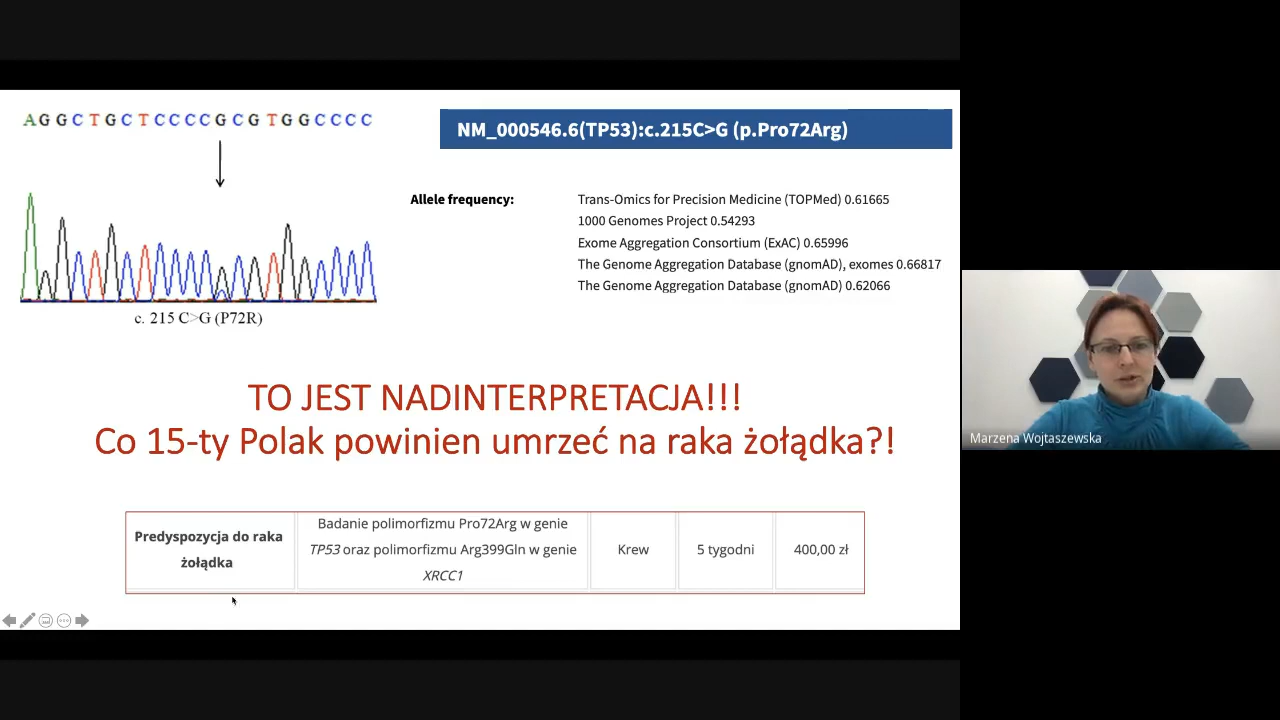 AGGCTGCTCCCCGCGTGGCCCC
NM_000546.6(TP53):c.215C>G (p.Pro72Arg)
Allele frequency:
Trans-Omics for Precision Medicine (TOPMed) 0.61665
1000 Genomes Project 0.54293
Exome Aggregation Consortium (ExAC) 0.65996
The Genome Aggregation Database (gnomAD), exomes 0.66817
The Genome Aggregation Database (gnomAD) 0.62066
c. 215 C>G (P72R)
TO JEST NADINTERPRETACJA!!!
Co 15-ty Polak powinien umrzeć na raka żołądka?!
Predyspozycja do raka
żołądka
Badanie polimorfizmu Pro72Arg w genie
TP53 oraz polimorfizmu Arg399Gln w genie
XRCC1
Krew
5 tygodni
400,00 zł
Marzena Wojtaszewska